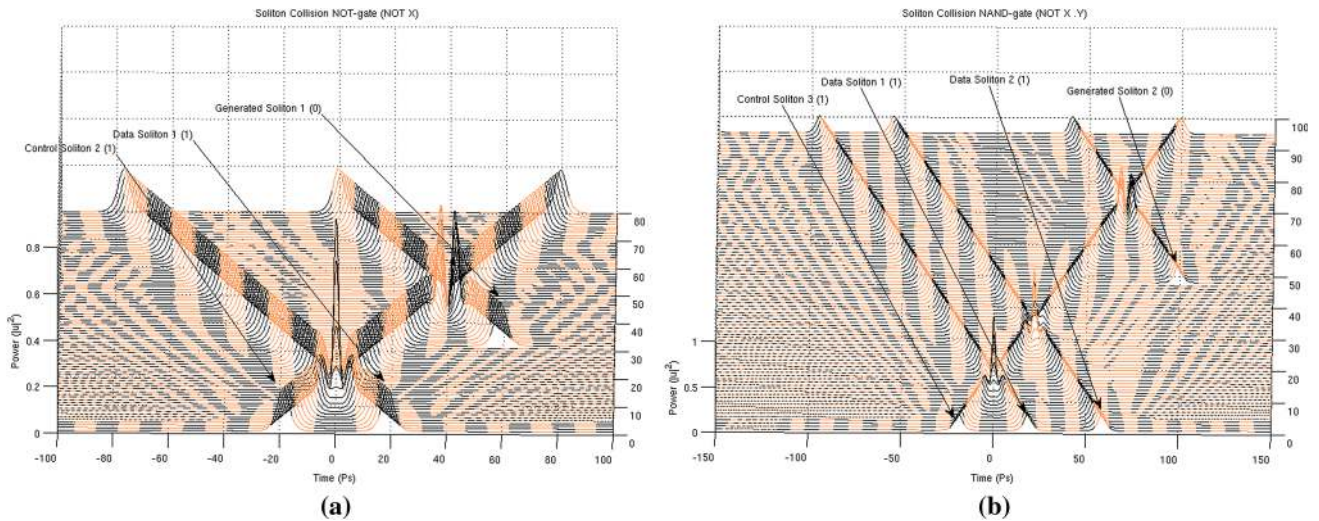 Soliton Collision NOT-gate (NOT X)
Generated Soliton 1 (0)
Data Soliton 1 (1)
Control Soliton 2 (1)
Power (|u|²)
0.8
0.6
0.4
0.2
0
80
70
60
50
40
30
20
10
0
-100 -80 -60 -40 -20 0 20 40 60 80 100
Time (Ps)
(a)
Soliton Collision NAND-gate (NOT X .Y)
Data Soliton 2 (1)
Data Soliton 1 (1)
Generated Soliton 2 (0)
Control Soliton 3 (1)
Power (|u|²)
1
0.5
0
100
90
80
70
60
50
40
30
20
10
0
-150 -100 -50 0 50 100 150
Time (Ps)
(b)